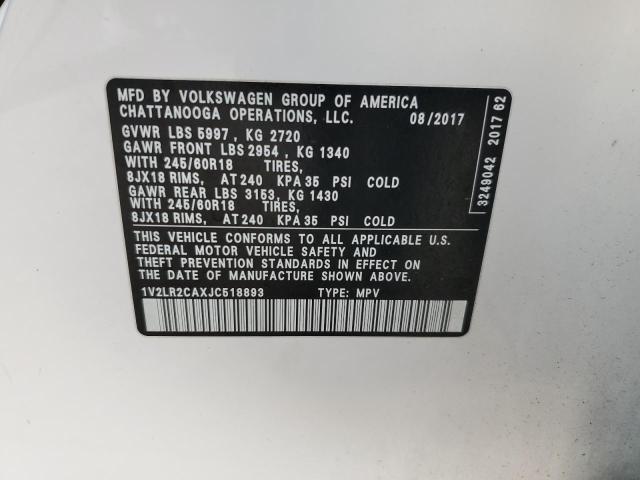 MFD BY VOLKSWAGEN GROUP OF AMERICA
CHATTANOOGA OPERATIONS, LLC. 08/2017
GVWR LBS 5997 , KG 2720
GAWR FRONT LBS 2954 , KG 1340
WITH 245/60R18 TIRES,
8JX18 RIMS, AT 240 KPA 35 PSI COLD
GAWR REAR LBS 3153, KG 1430
WITH 245/60R18 TIRES,
8JX18 RIMS, AT 240 KPA 35 PSI COLD
THIS VEHICLE CONFORMS TO ALL APPLICABLE U.S.
FEDERAL MOTOR VEHICLE SAFETY AND
THEFT PREVENTION STANDARDS IN EFFECT ON THE
DATE OF MANUFACTURE SHOWN ABOVE.
1V2LR2CAXJC518893 TYPE: MPV
3249042 2017 62